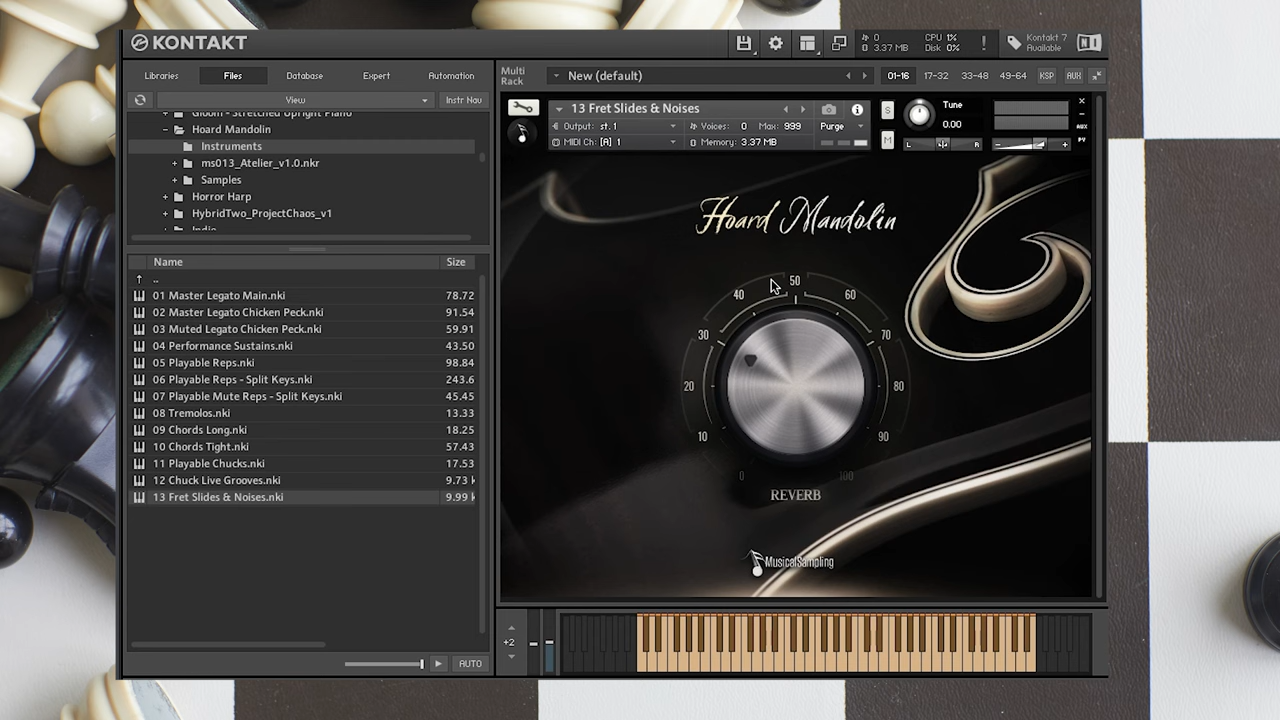 KONTAKT
0
3.37 MB
CPU 1%
Disk 0%
!
Kontakt 7
Available
Libraries
Files
Database
Expert
Automation
Multi
Rack
New (default)
01-16
17-32
33-48
49-64
KSP
AUX
View
Instr Nav
Gloom - Stretched Upright Piano
Hoard Mandolin
Instruments
ms013_Atelier_v1.0.nkr
Samples
Horror Harp
HybridTwo_ProjectChaos_v1
Indie
Name
Size
..
01 Master Legato Main.nki 78.72
02 Master Legato Chicken Peck.nki 91.54
03 Muted Legato Chicken Peck.nki 59.91
04 Performance Sustains.nki 43.50
05 Playable Reps.nki 98.84
06 Playable Reps - Split Keys.nki 243.6
07 Playable Mute Reps - Split Keys.nki 45.45
08 Tremolos.nki 13.33
09 Chords Long.nki 18.25
10 Chords Tight.nki 57.43
11 Playable Chucks.nki 17.53
12 Chuck Live Grooves.nki 9.73 k
13 Fret Slides & Noises.nki 9.99 k
AUTO
13 Fret Slides & Noises
Output: st.1
Voices: 0 Max: 999
Purge
MIDI Ch: [A] 1
Memory: 3.37 MB
S
M
Tune
0.00
L
R
AUX
PV
Hoard Mandolin
0
10
20
30
40
50
60
70
80
90
100
REVERB
MusicalSampling
+2